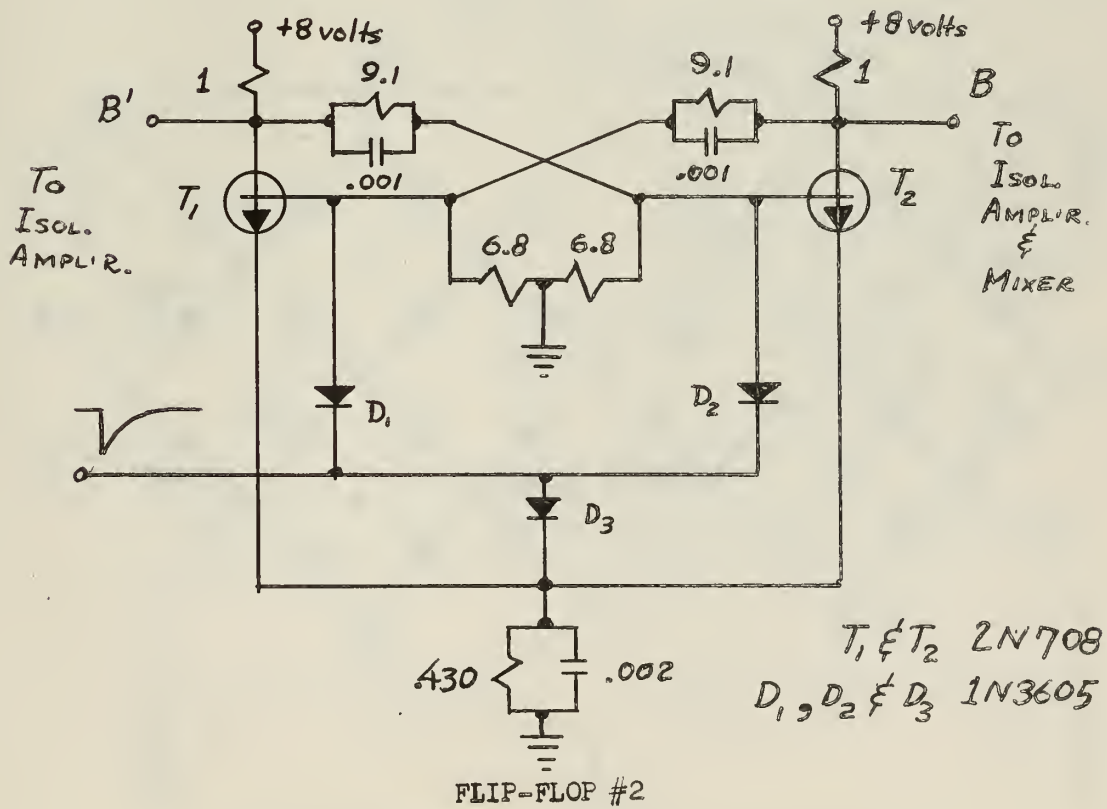 +8 volts
+8 volts
1
9.1
9.1
1
B'
B
.001
.001
To
Isol.
Ampl'r.
T1
T2
To
Isol.
Ampl'r.
&
Mixer
6.8
6.8
D1
D2
D3
.430
.002
T1 & T2 2N708
D1, D2 & D3 1N3605
FLIP-FLOP #2